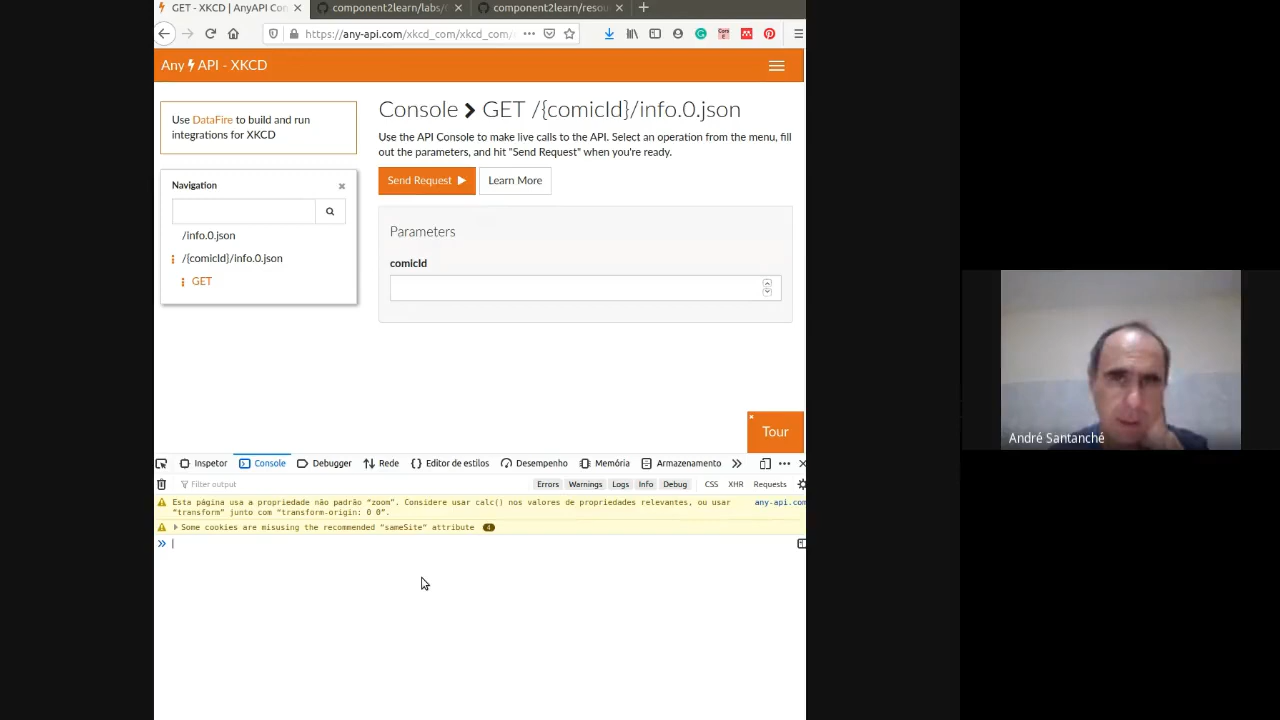 GET - XKCD | AnyAPI Con
component2learn/labs/
component2learn/resou
https://any-api.com/xkcd_com/xkcd_com/
Any API - XKCD
Use DataFire to build and run
integrations for XKCD
Navigation
/info.0.json
/{comicId}/info.0.json
GET
Console GET /{comicId}/info.0.json
Use the API Console to make live calls to the API. Select an operation from the menu, fill
out the parameters, and hit "Send Request" when you're ready.
Send Request
Learn More
Parameters
comicId
Tour
Inspetor Console Debugger Rede Editor de estilos Desempenho Memória Armazenamento
Filter output
Errors Warnings Logs Info Debug CSS XHR Requests
Esta página usa a propriedade não padrão “zoom”. Considere usar calc() nos valores de propriedades relevantes, ou usar any-api.com
“transform” junto com “transform-origin: 0 0”.
Some cookies are misusing the recommended “sameSite” attribute 4
André Santanchè